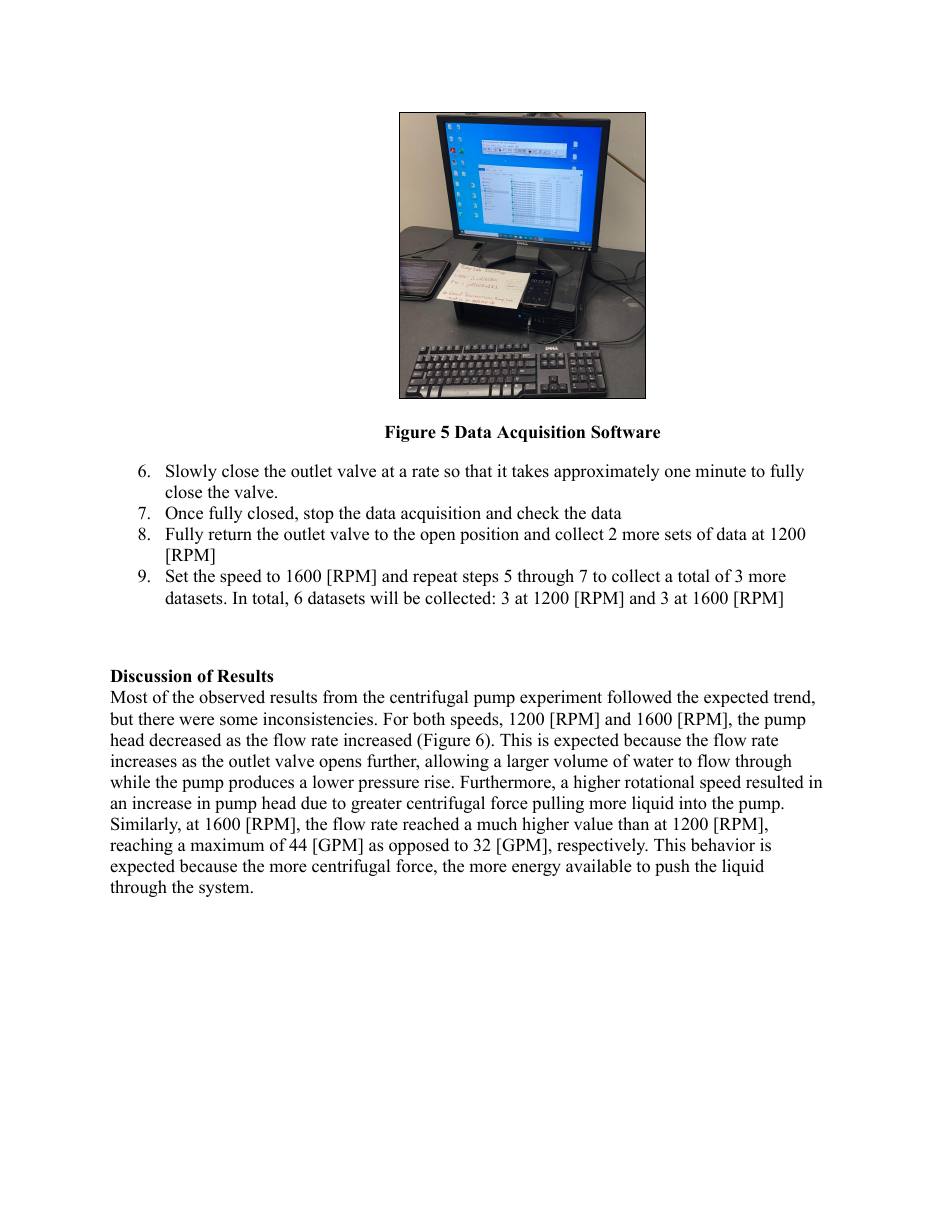 DELL
DELL
Figure 5 Data Acquisition Software
6. Slowly close the outlet valve at a rate so that it takes approximately one minute to fully
close the valve.
7. Once fully closed, stop the data acquisition and check the data
8. Fully return the outlet valve to the open position and collect 2 more sets of data at 1200
[RPM]
9. Set the speed to 1600 [RPM] and repeat steps 5 through 7 to collect a total of 3 more
datasets. In total, 6 datasets will be collected: 3 at 1200 [RPM] and 3 at 1600 [RPM]
Discussion of Results
Most of the observed results from the centrifugal pump experiment followed the expected trend,
but there were some inconsistencies. For both speeds, 1200 [RPM] and 1600 [RPM], the pump
head decreased as the flow rate increased (Figure 6). This is expected because the flow rate
increases as the outlet valve opens further, allowing a larger volume of water to flow through
while the pump produces a lower pressure rise. Furthermore, a higher rotational speed resulted in
an increase in pump head due to greater centrifugal force pulling more liquid into the pump.
Similarly, at 1600 [RPM], the flow rate reached a much higher value than at 1200 [RPM],
reaching a maximum of 44 [GPM] as opposed to 32 [GPM], respectively. This behavior is
expected because the more centrifugal force, the more energy available to push the liquid
through the system.